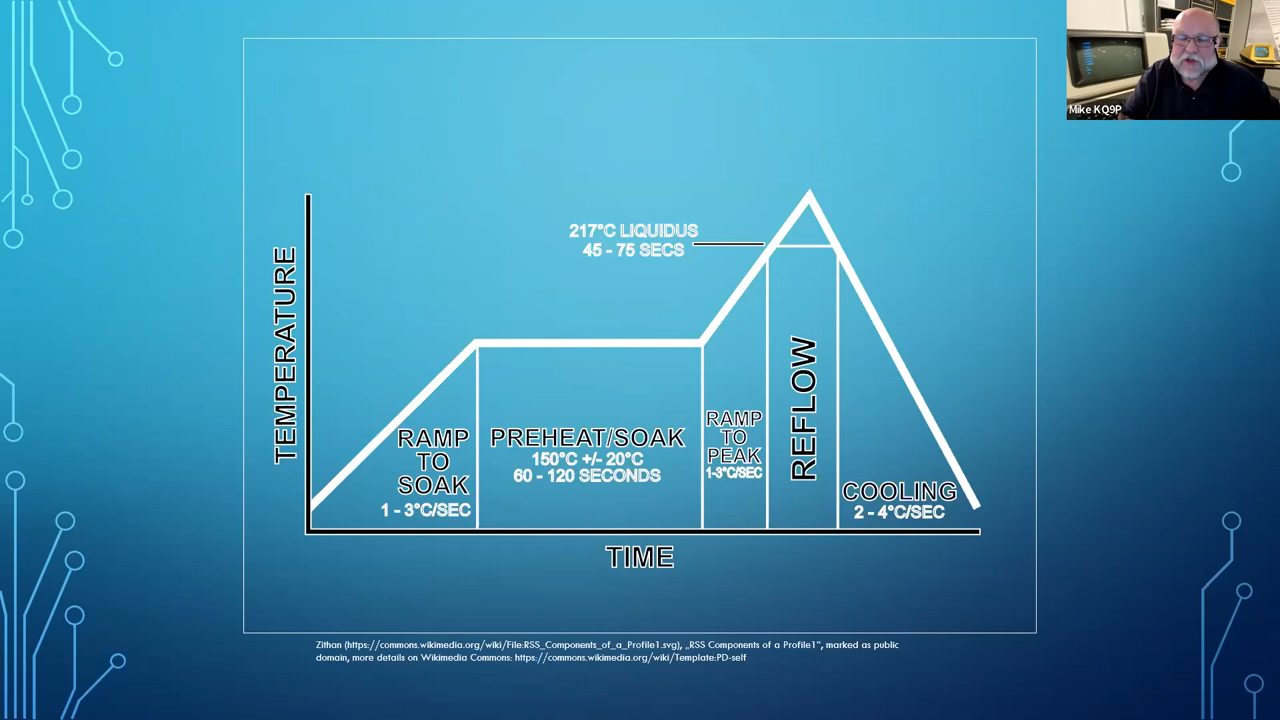 Mike KQ9P
217°C LIQUIDUS
45 - 75 SECS
TEMPERATURE
RAMP
TO
SOAK
1 - 3°C/SEC
PREHEAT/SOAK
150°C +/- 20°C
60 - 120 SECONDS
RAMP
TO
PEAK
1-3°C/SEC
REFLOW
COOLING
2 - 4°C/SEC
TIME
Zithan (https://commons.wikimedia.org/wiki/File:RSS_Components_of_a_Profile1.svg), „RSS Components of a Profile1“, marked as public
domain, more details on Wikimedia Commons: https://commons.wikimedia.org/wiki/Template:PD-self